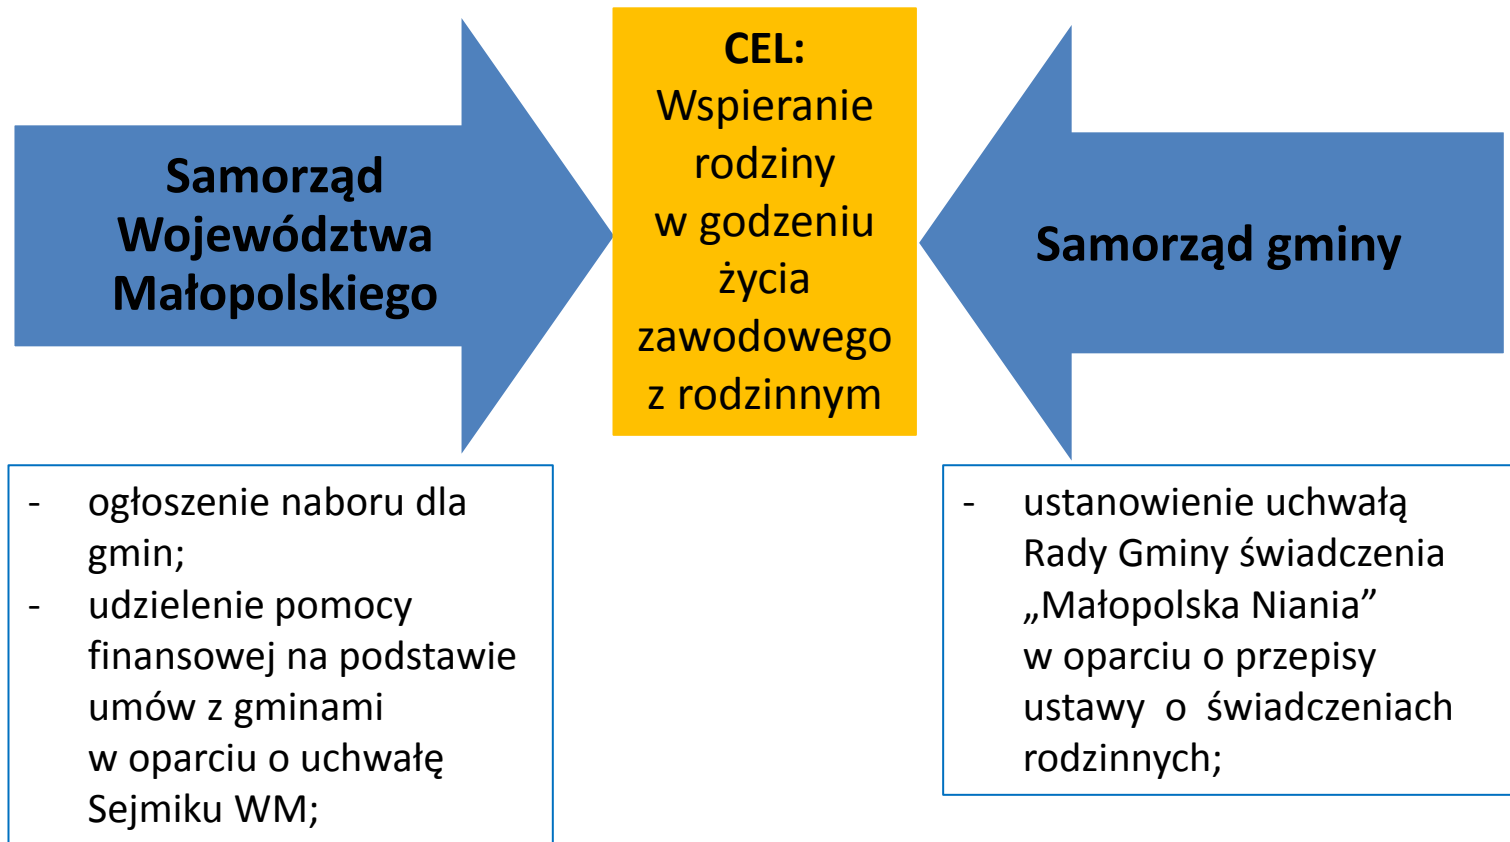 CEL:
Wspieranie
rodziny
w godzeniu
życia
zawodowego
z rodzinnym
Samorząd
Województwa
Małopolskiego
Samorząd gminy
- ogłoszenie naboru dla
gmin;
- udzielenie pomocy
finansowej na podstawie
umów z gminami
w oparciu o uchwałę
Sejmiku WM;
- ustanowienie uchwałą
Rady Gminy świadczenia
„Małopolska Niania”
w oparciu o przepisy
ustawy o świadczeniach
rodzinnych;